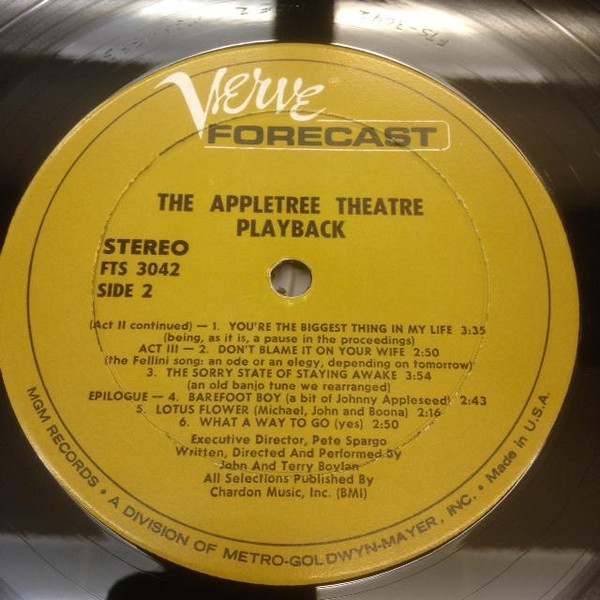 Verve
FORECAST
THE APPLETREE THEATRE
PLAYBACK
STEREO
FTS 3042
SIDE 2
(Act II continued) — 1. YOU'RE THE BIGGEST THING IN MY LIFE 3:35
(being, as it is, a pause in the proceedings)
ACT III — 2. DON'T BLAME IT ON YOUR WIFE 2:50
(the Fellini song: an ode or an elegy, depending on tomorrow)
3. THE SORRY STATE OF STAYING AWAKE 3:54
(an old banjo tune we rearranged)
EPILOGUE — 4. BAREFOOT BOY (a bit of Johnny Appleseed) 2:43
5. LOTUS FLOWER (Michael, John and Boona) 2:16
6. WHAT A WAY TO GO (yes) 2:50
Executive Director, Pete Spargo
Written, Directed And Performed By
John And Terry Boylan
All Selections Published By
Chardon Music, Inc. (BMI)
MGM RECORDS • A DIVISION OF METRO-GOLDWYN-MAYER, INC. • Made in U.S.A.